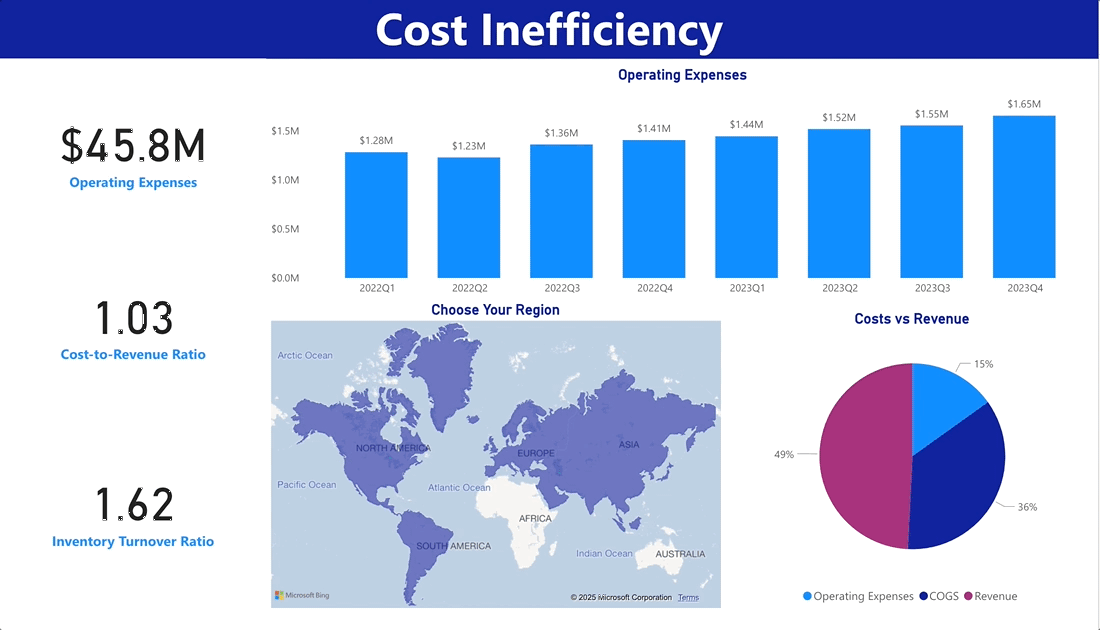 Cost Inefficiency
$45.8M
Operating Expenses
1.03
Cost-to-Revenue Ratio
1.62
Inventory Turnover Ratio
Operating Expenses
$1.5M
$1.0M
$0.5M
$0.0M
$1.28M
$1.23M
$1.36M
$1.41M
$1.44M
$1.52M
$1.55M
$1.65M
2022Q1
2022Q2
2022Q3
2022Q4
2023Q1
2023Q2
2023Q3
2023Q4
Choose Your Region
Arctic Ocean
NORTH AMERICA
EUROPE
ASIA
Pacific Ocean
Atlantic Ocean
AFRICA
SOUTH AMERICA
Indian Ocean
AUSTRALIA
Microsoft Bing
© 2025 Microsoft Corporation Terms
Costs vs Revenue
15%
49%
36%
Operating Expenses COGS Revenue